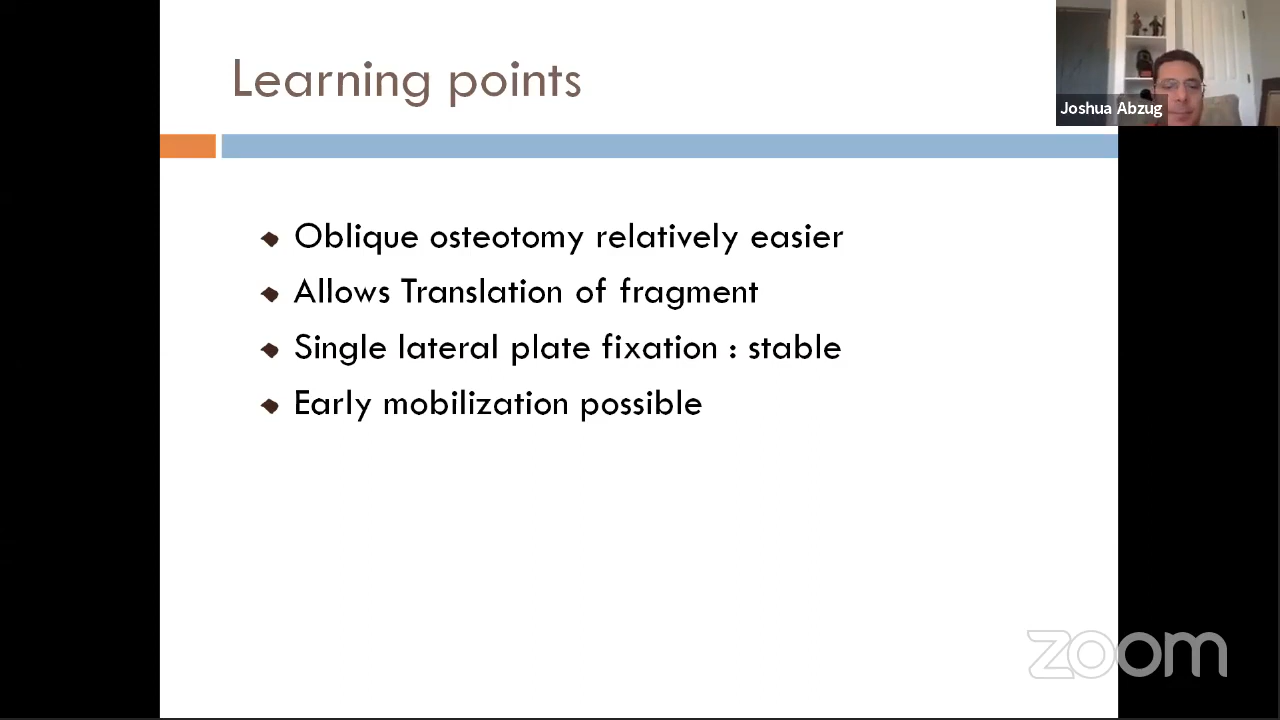 Learning points
Joshua Abzug
Oblique osteotomy relatively easier
Allows Translation of fragment
Single lateral plate fixation : stable
Early mobilization possible
zoom